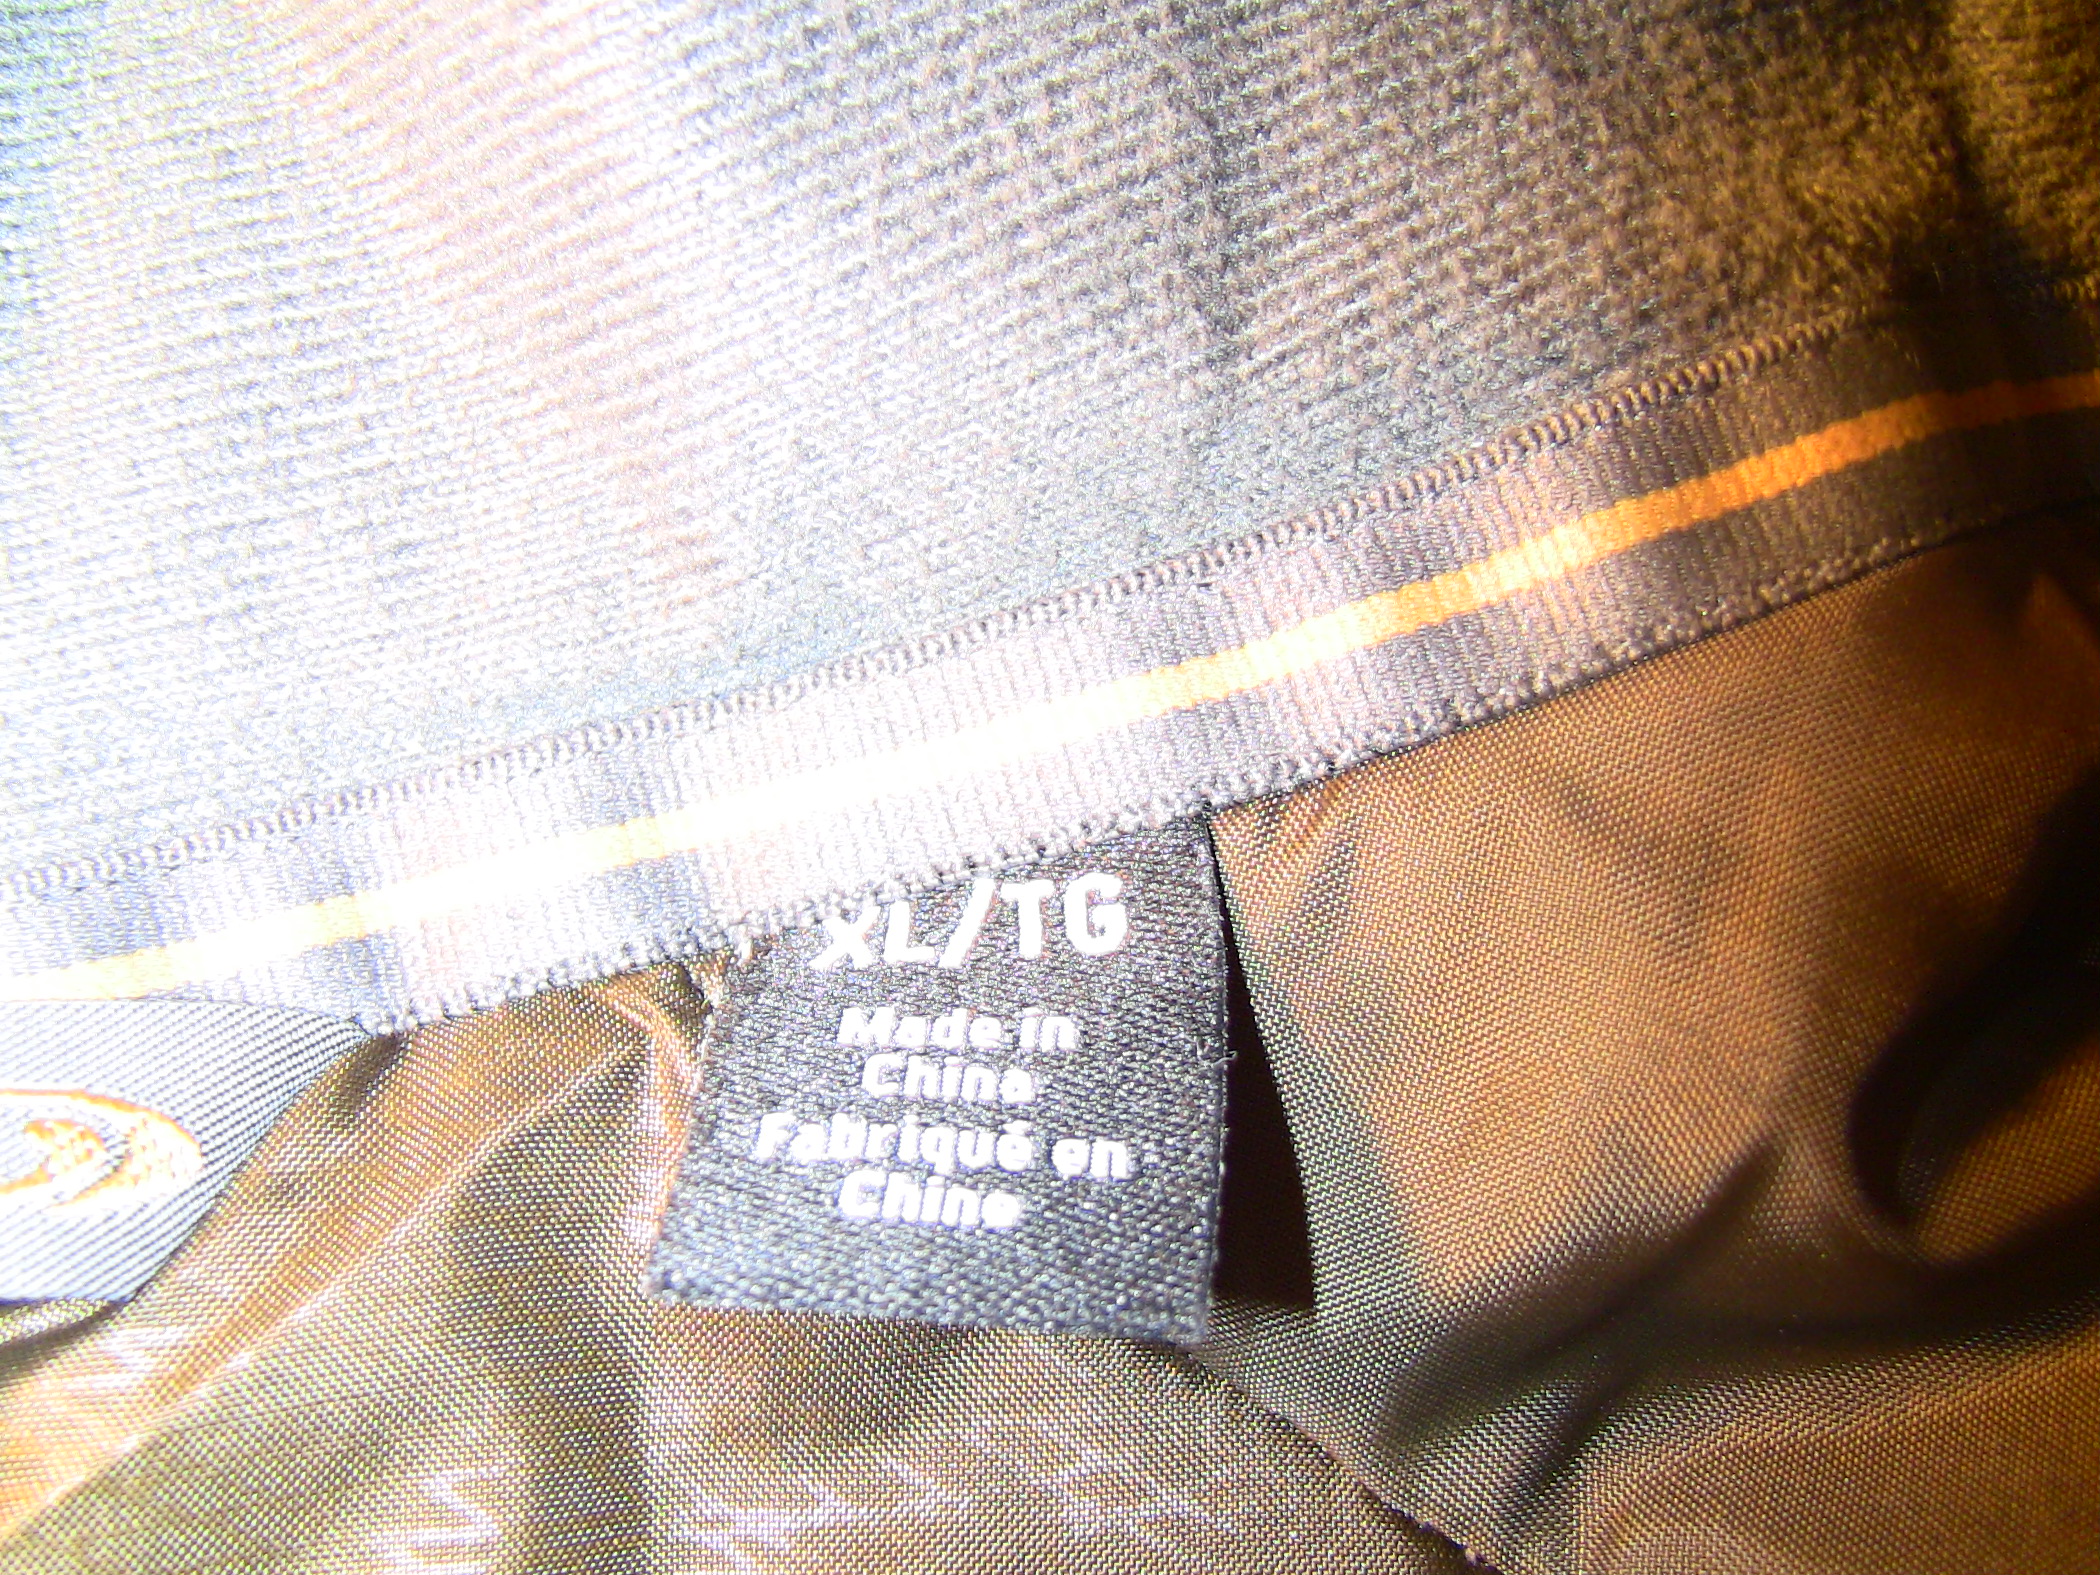 XL/TG
Made in
China
Fabriqué en
Chine